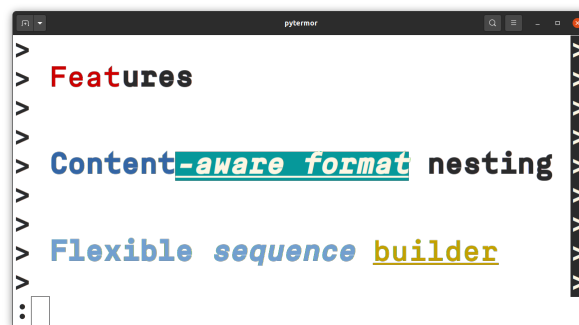 pytermor
>
> Features
>
>
> Content-aware format nesting
>
>
> Flexible sequence builder
>
: